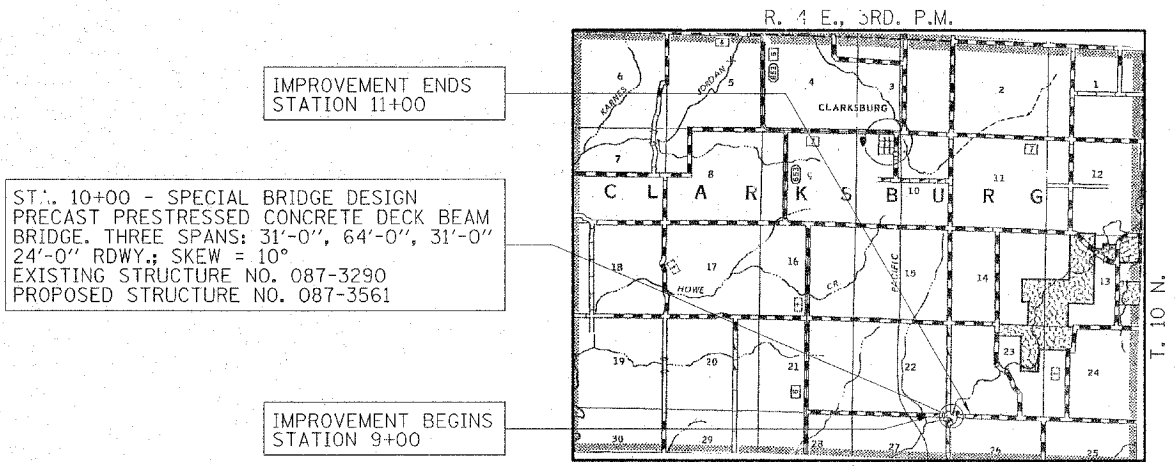 R. 4 E., 3RD. P.M.
IMPROVEMENT ENDS
STATION 11+00
STA. 10+00 - SPECIAL BRIDGE DESIGN
PRECAST PRESTRESSED CONCRETE DECK BEAM
BRIDGE. THREE SPANS: 31'-0", 64'-0", 31'-0"
24'-0" RDWY.; SKEW = 10°
EXISTING STRUCTURE NO. 087-3290
PROPOSED STRUCTURE NO. 087-3561
IMPROVEMENT BEGINS
STATION 9+00
T. 10 N.
6 5 4 3 2 1
KARNES
JORDAN
CLARKSBURG
7 8 9 10 11 12
CLARKSBURG
18 17 16 15 14 13
HOWE CR.
PACIFIC
19 20 21 22 23 24
30 29 28 27 26 25